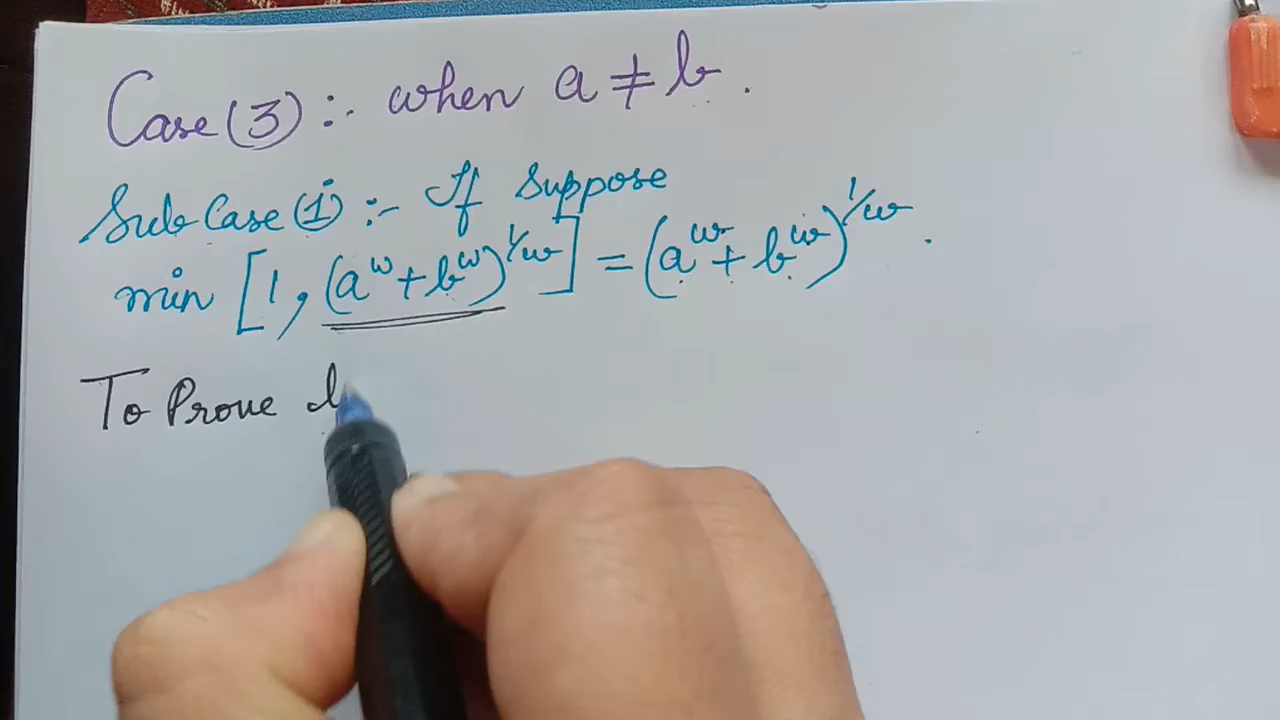 Case (3) :- when a ≠ b.
Sub Case (i) :- If Suppose
min [1, (a^w + b^w)^1/w] = (a^w + b^w)^1/w.
To Prove